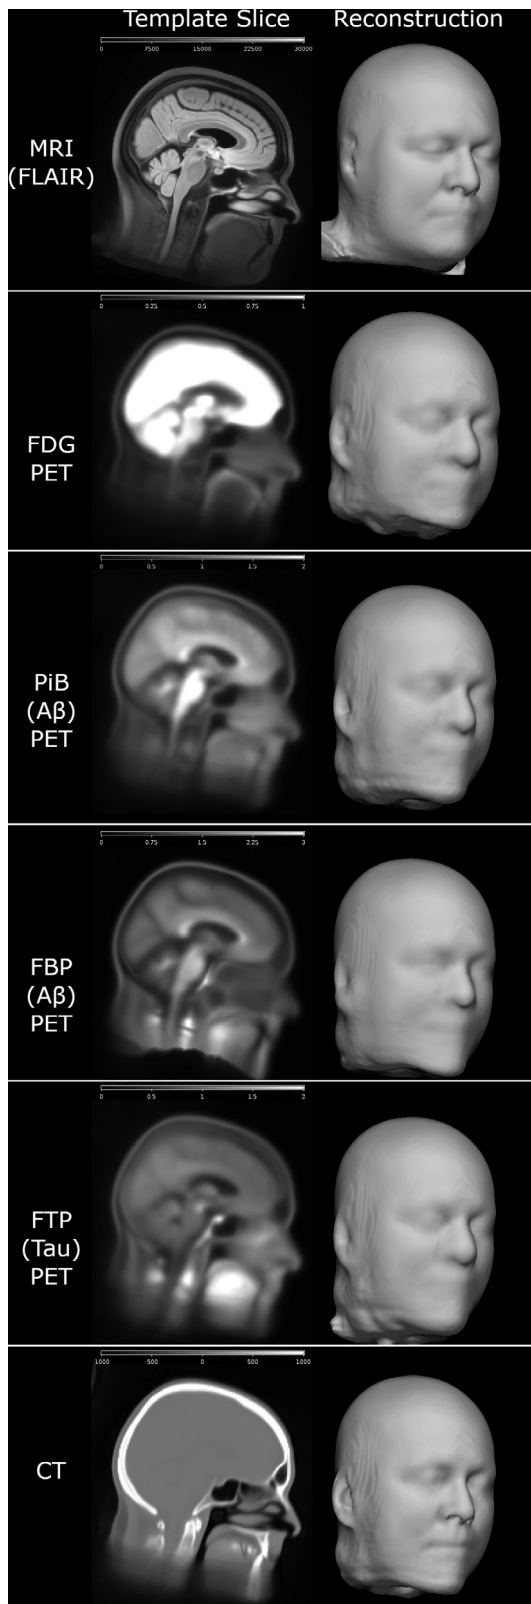 Template Slice Reconstruction
0 7500 15000 22500 30000
MRI
(FLAIR)
0 0.25 0.5 0.75 1
FDG
PET
0 0.5 1 1.5 2
PiB
(Aβ)
PET
0 0.75 1.5 2.25 3
FBP
(Aβ)
PET
0 0.5 1 1.5 2
FTP
(Tau)
PET
-1000 -500 0 500 1000
CT